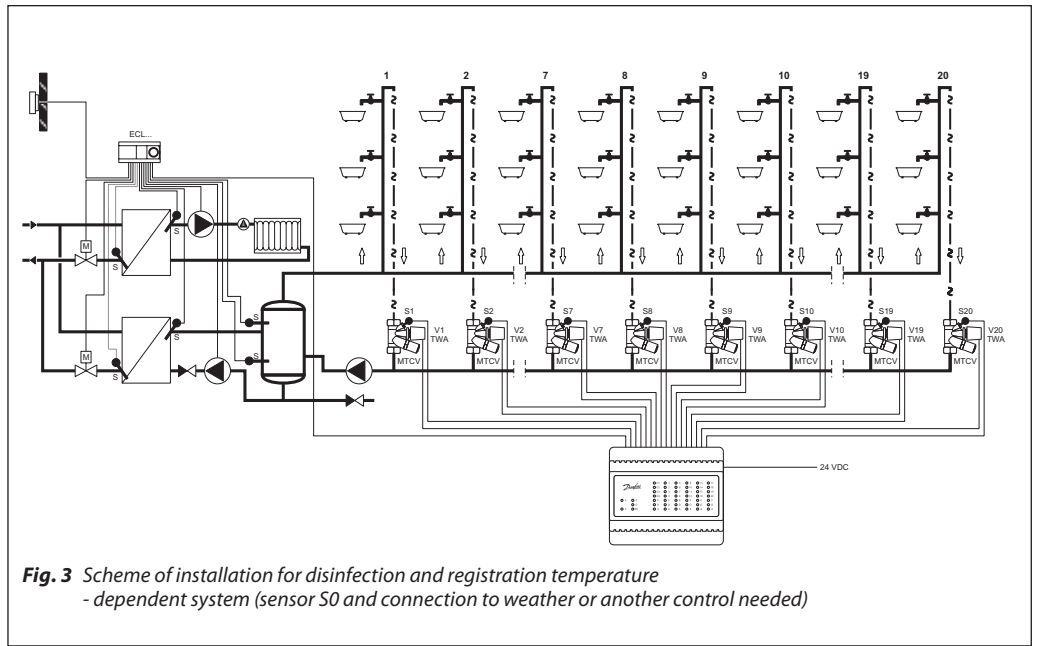 1 2 7 8 9 10 19 20
ECL...
M S S
S
M S S
S
S1 S2 S7 S8 S9 S10 S19 S20
V1 V2 V7 V8 V9 V10 V19 V20
TWA TWA TWA TWA TWA TWA TWA TWA
MTCV MTCV MTCV MTCV MTCV MTCV MTCV MTCV
24 VDC
Danfoss
Fig. 3 Scheme of installation for disinfection and registration temperature
- dependent system (sensor S0 and connection to weather or another control needed)